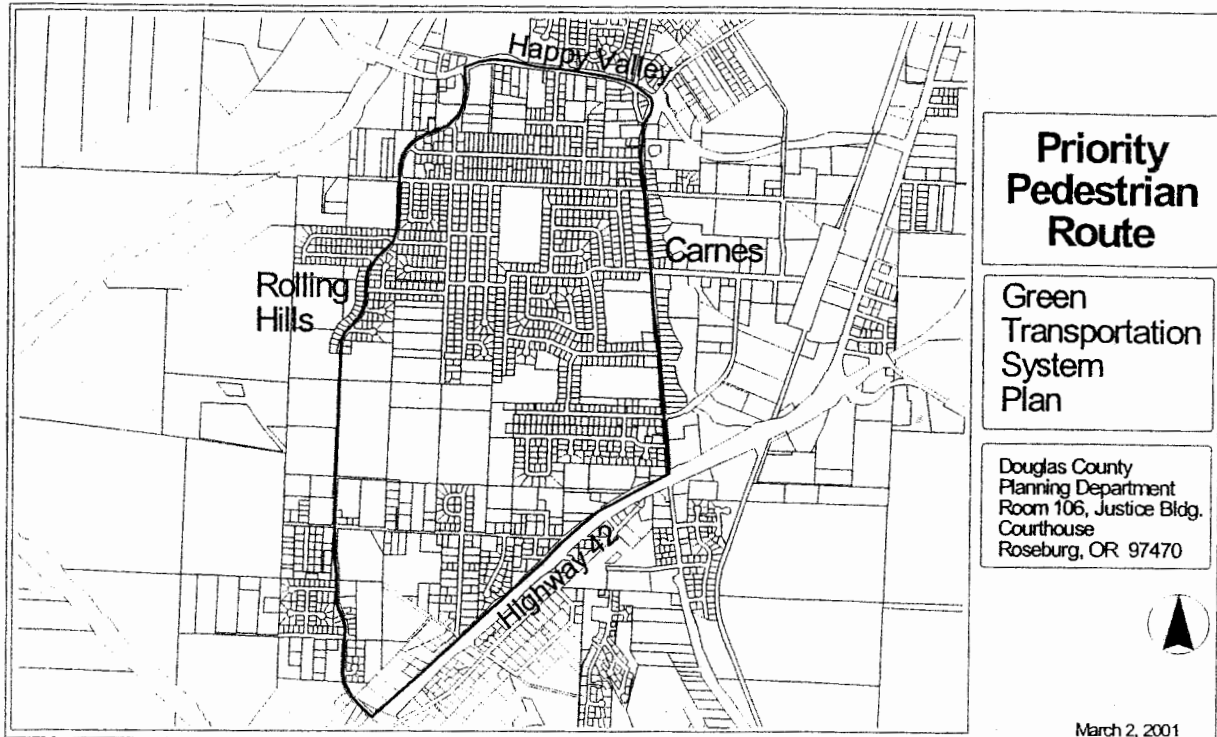 Happy Valley
Carnes
Rolling
Hills
Highway 42
Priority
Pedestrian
Route
Green
Transportation
System
Plan
Douglas County
Planning Department
Room 106, Justice Bldg.
Courthouse
Roseburg, OR 97470
March 2, 2001